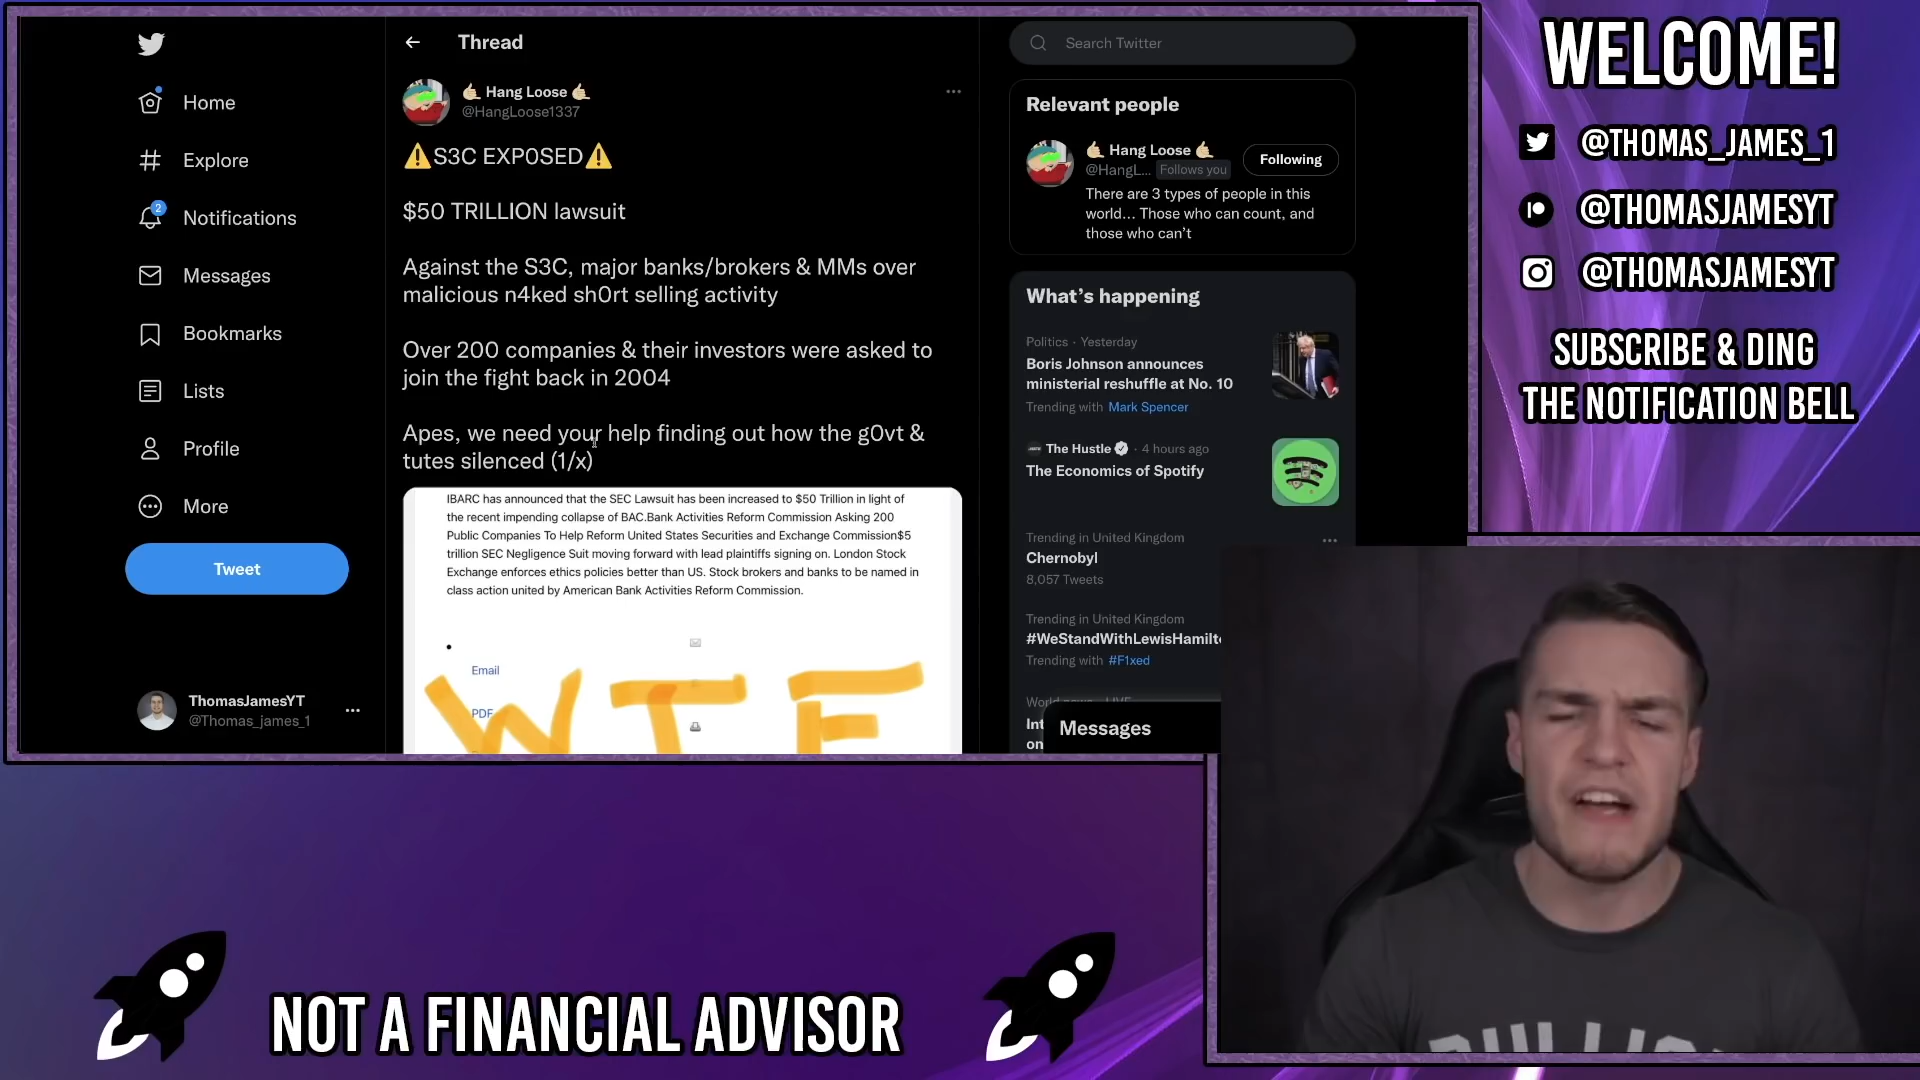 Home
Explore
2
Notifications
Messages
Bookmarks
Lists
Profile
More
Tweet
ThomasJamesYT
@Thomas_james_1
Thread
Hang Loose
@HangLoose1337
⚠️S3C EXP0SED⚠️
$50 TRILLION lawsuit
Against the S3C, major banks/brokers & MMs over
malicious n4ked sh0rt selling activity
Over 200 companies & their investors were asked to
join the fight back in 2004
Apes, we need your help finding out how the g0vt &
tutes silenced (1/x)
IBARC has announced that the SEC Lawsuit has been increased to $50 Trillion in light of
the recent impending collapse of BAC.Bank Activities Reform Commission Asking 200
Public Companies To Help Reform United States Securities and Exchange Commission$5
trillion SEC Negligence Suit moving forward with lead plaintiffs signing on. London Stock
Exchange enforces ethics policies better than US. Stock brokers and banks to be named in
class action united by American Bank Activities Reform Commission.
Email
PDF
WTF
Search Twitter
Relevant people
Hang Loose
@HangL... Follows you
Following
There are 3 types of people in this
world... Those who can count, and
those who can't
What's happening
Politics · Yesterday
Boris Johnson announces
ministerial reshuffle at No. 10
Trending with Mark Spencer
The Hustle · 4 hours ago
The Economics of Spotify
Trending in United Kingdom
Chernobyl
8,057 Tweets
Trending in United Kingdom
#WeStandWithLewisHamilt
Trending with #F1xed
World news · LIVE
Int
on
Messages
WELCOME!
@THOMAS_JAMES_1
@THOMASJAMESYT
@THOMASJAMESYT
SUBSCRIBE & DING
THE NOTIFICATION BELL
NOT A FINANCIAL ADVISOR